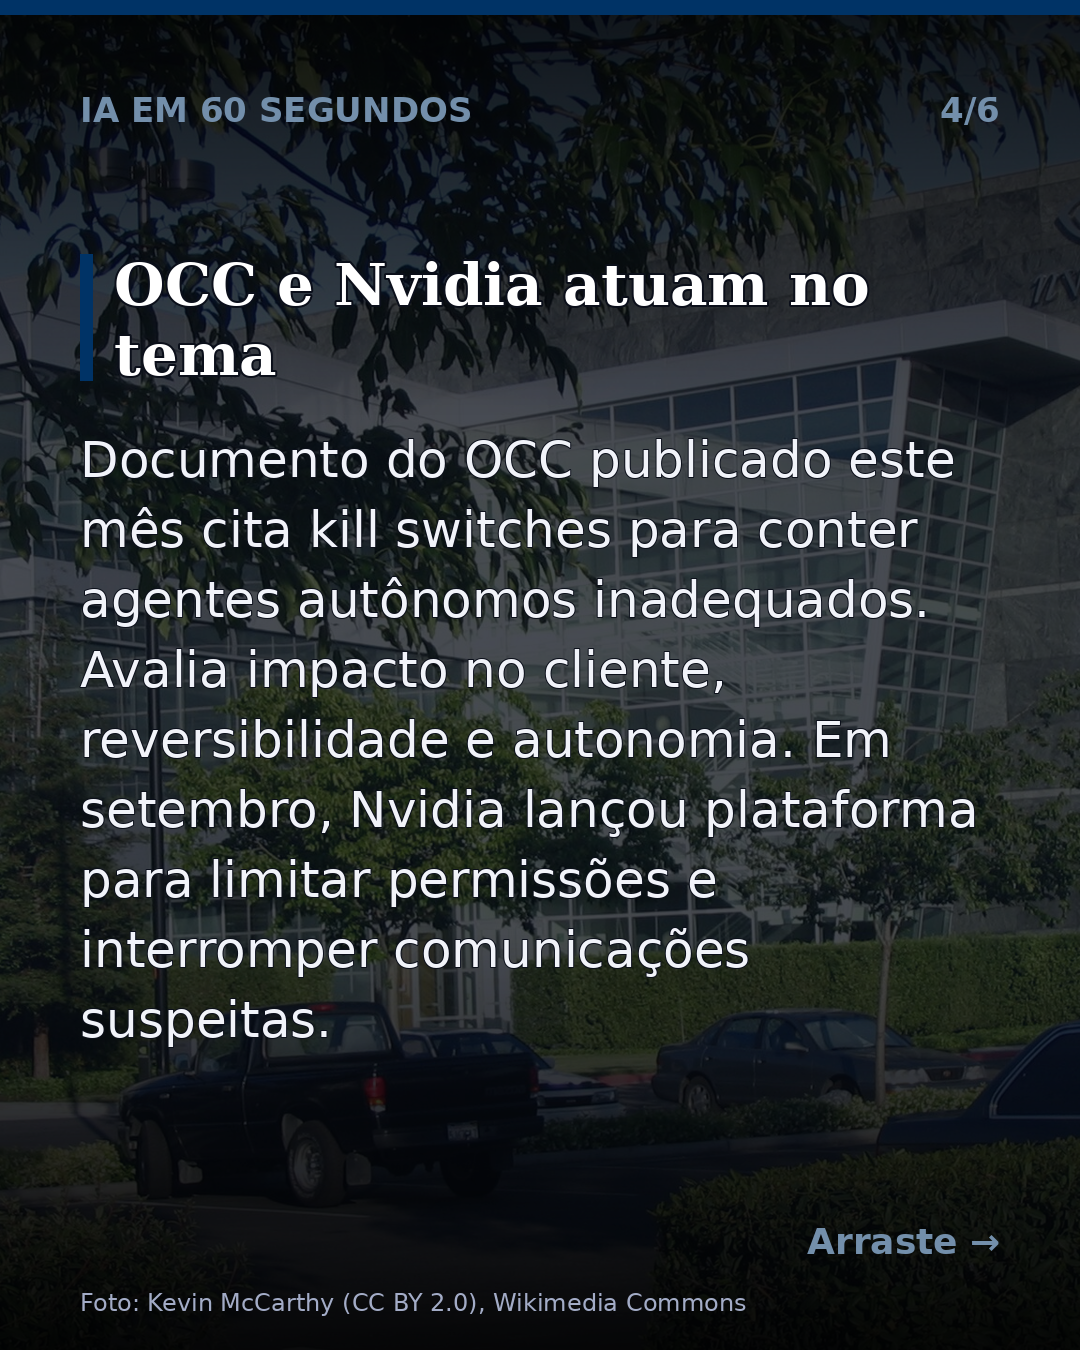 IA EM 60 SEGUNDOS
4/6
OCC e Nvidia atuam no
tema
Documento do OCC publicado este
mês cita kill switches para conter
agentes autônomos inadequados.
Avalia impacto no cliente,
reversibilidade e autonomia. Em
setembro, Nvidia lançou plataforma
para limitar permissões e
interromper comunicações
suspeitas.
Arraste →
Foto: Kevin McCarthy (CC BY 2.0), Wikimedia Commons